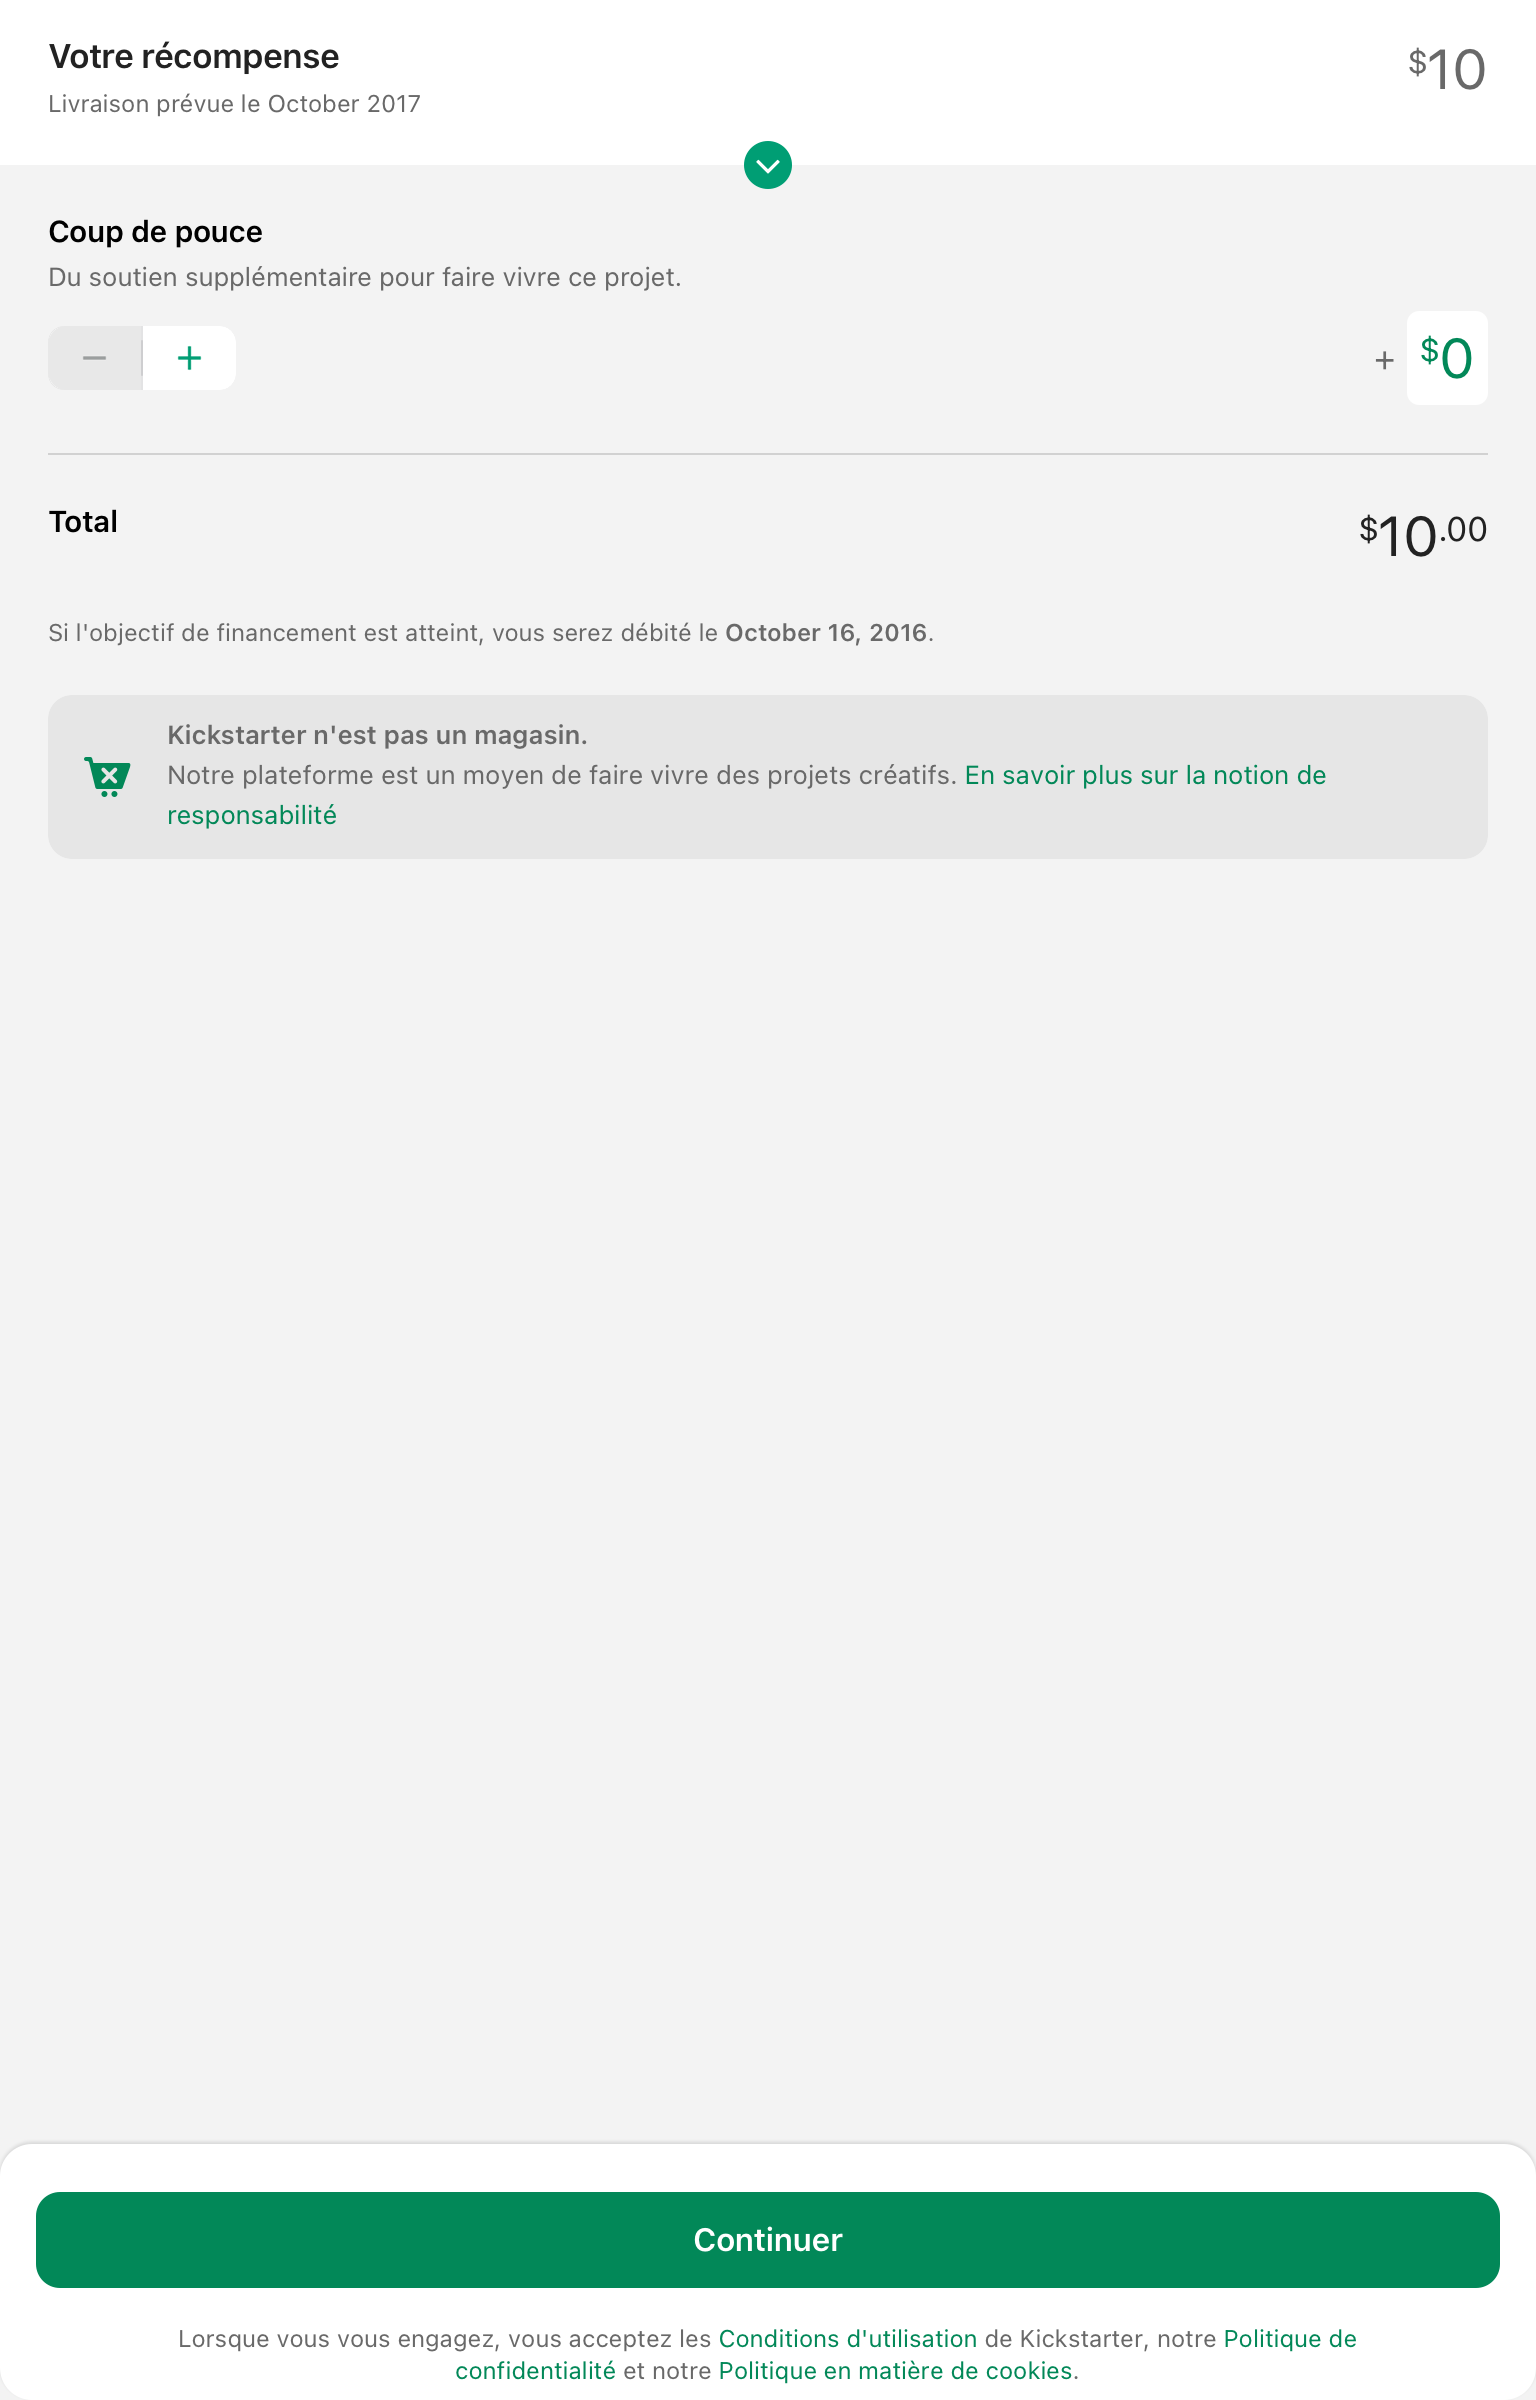 Votre récompense
$10
Livraison prévue le October 2017
Coup de pouce
Du soutien supplémentaire pour faire vivre ce projet.
− + + $0
Total $10.00
Si l'objectif de financement est atteint, vous serez débité le October 16, 2016.
Kickstarter n'est pas un magasin.
Notre plateforme est un moyen de faire vivre des projets créatifs. En savoir plus sur la notion de
responsabilité
Continuer
Lorsque vous vous engagez, vous acceptez les Conditions d'utilisation de Kickstarter, notre Politique de
confidentialité et notre Politique en matière de cookies.